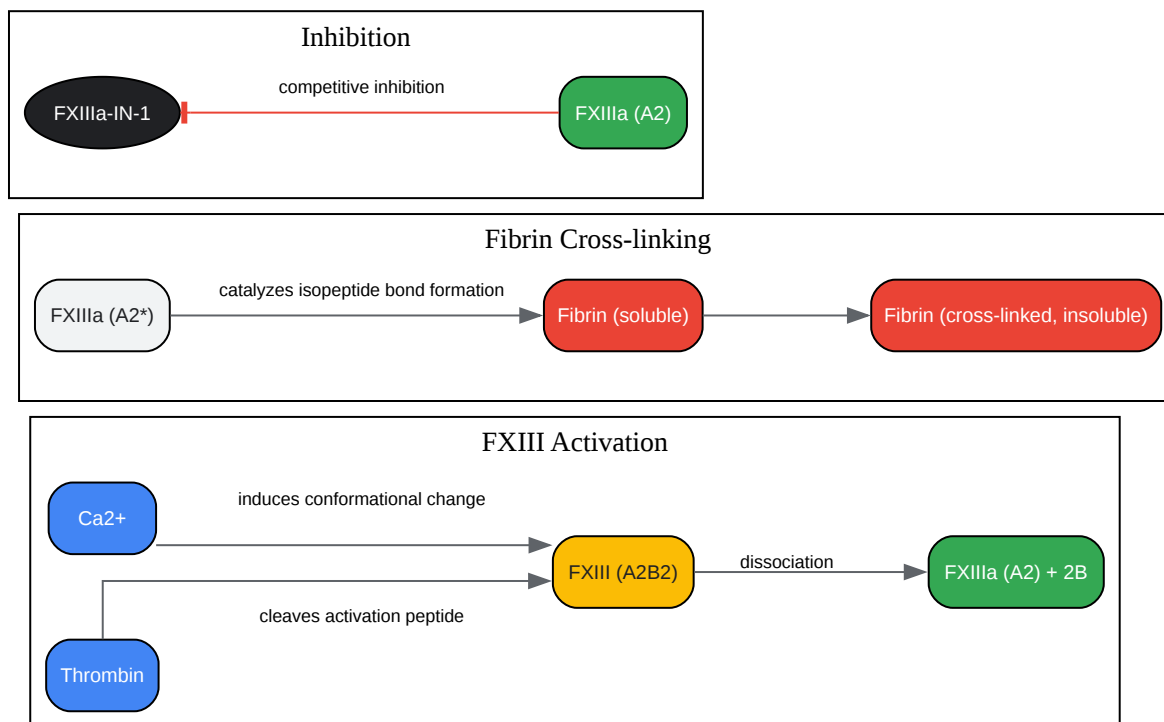 Inhibition
competitive inhibition
FXIIIa-IN-1
FXIIIa (A2)
Fibrin Cross-linking
catalyzes isopeptide bond formation
FXIIIa (A2*)
Fibrin (soluble)
Fibrin (cross-linked, insoluble)
FXIII Activation
induces conformational change
Ca2+
dissociation
FXIII (A2B2)
FXIIIa (A2) + 2B
cleaves activation peptide
Thrombin